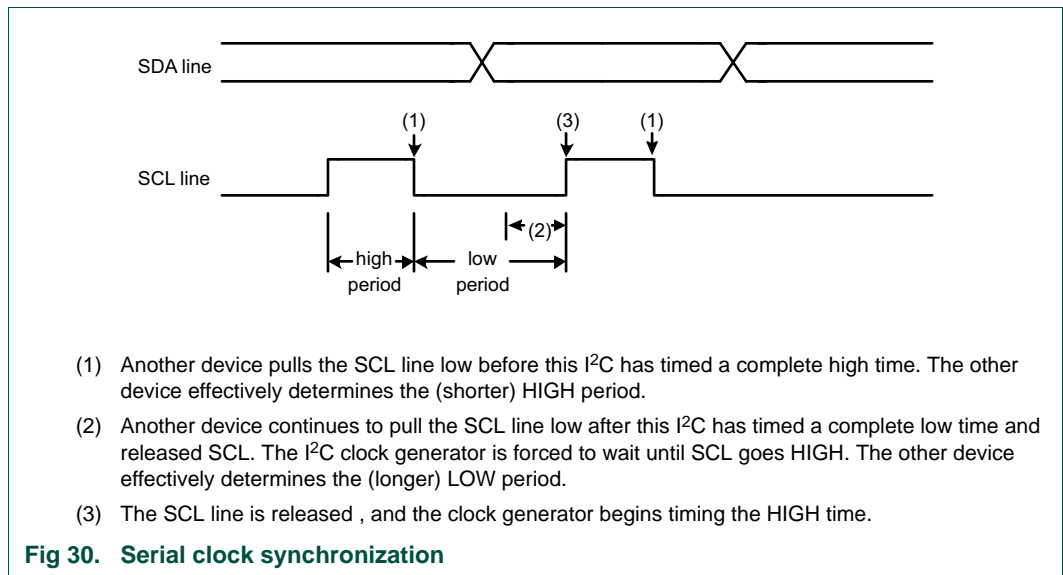 SDA line
(1)
(3)
(1)
SCL line
(2)
high
period
low
period
(1) Another device pulls the SCL line low before this I2C has timed a complete high time. The other
device effectively determines the (shorter) HIGH period.
(2) Another device continues to pull the SCL line low after this I2C has timed a complete low time and
released SCL. The I2C clock generator is forced to wait until SCL goes HIGH. The other device
effectively determines the (longer) LOW period.
(3) The SCL line is released , and the clock generator begins timing the HIGH time.
Fig 30. Serial clock synchronization